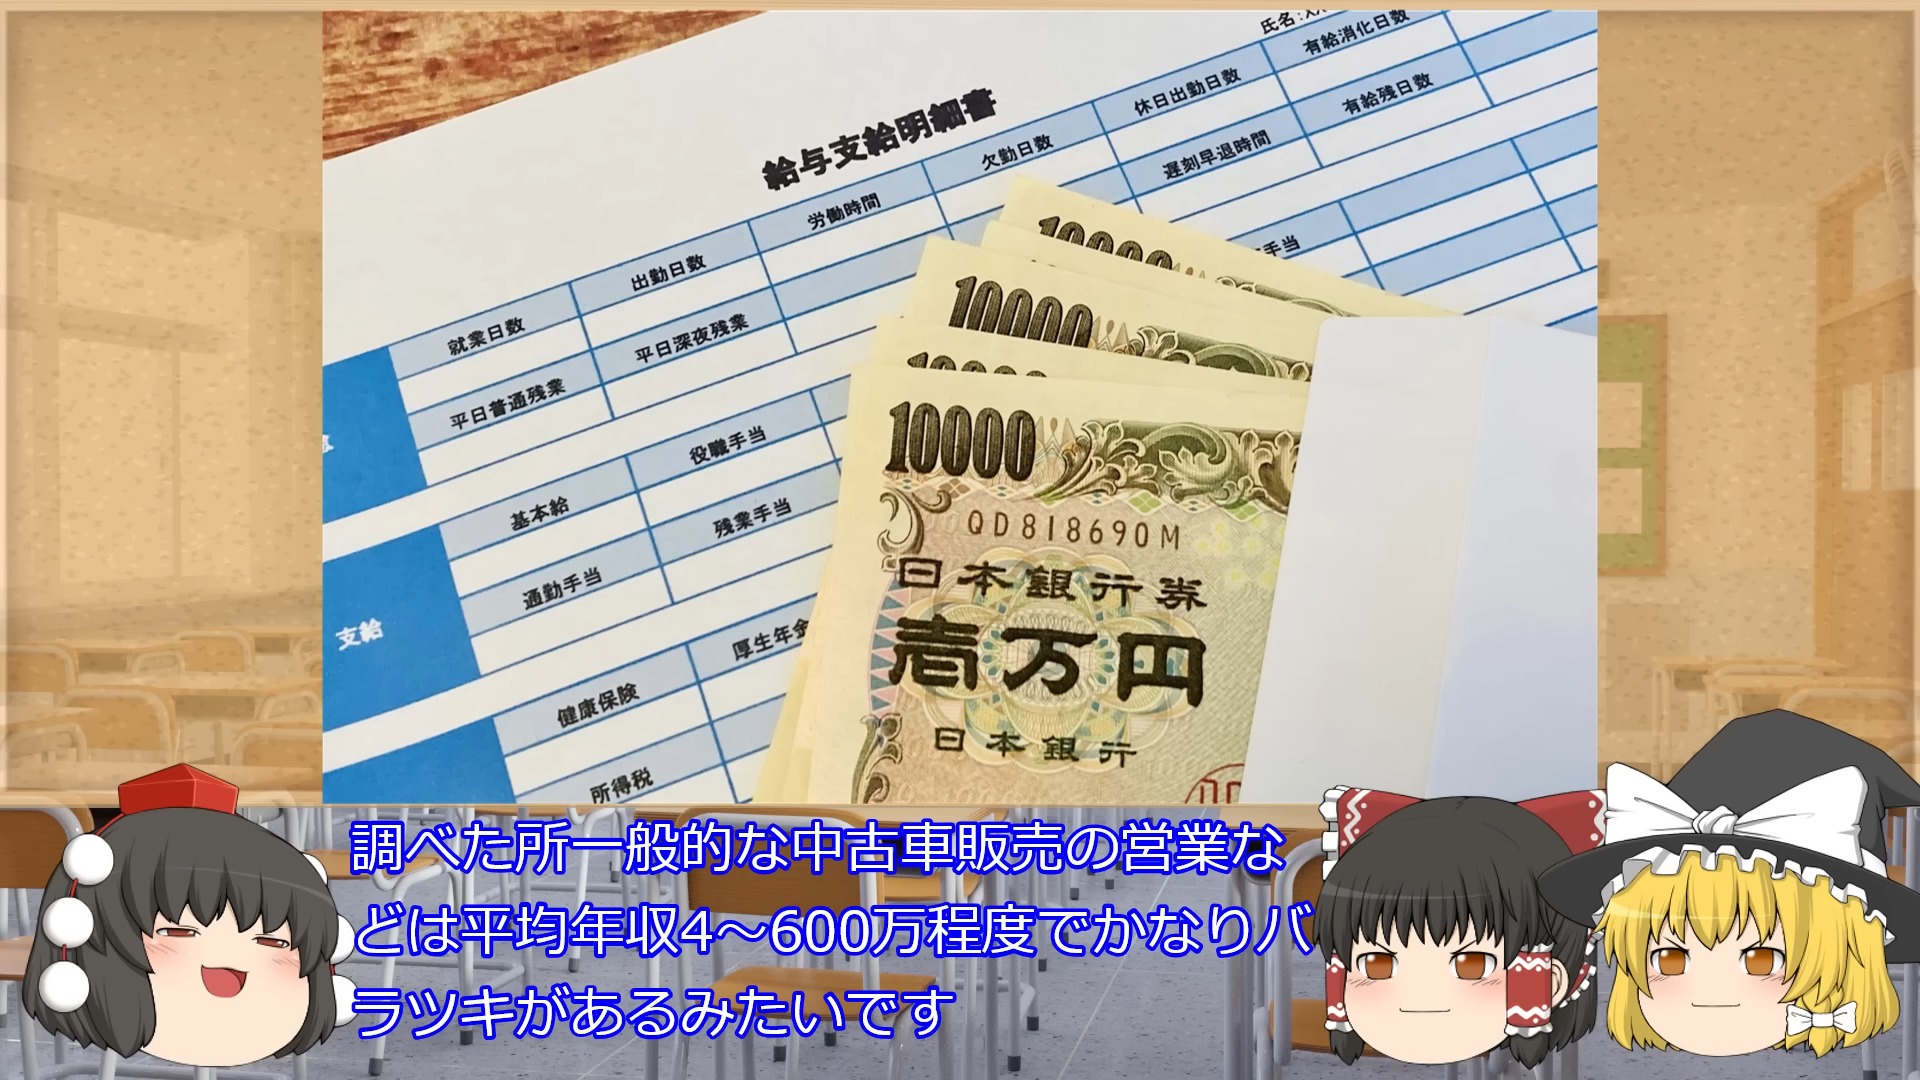 氏名:
給与支給明細書
就業日数
出勤日数
労働時間
欠勤日数
休日出勤日数
有給消化日数
平日普通残業
平日深夜残業
遅刻早退時間
有給残日数
支給
基本給
役職手当
手当
通勤手当
残業手当
健康保険
厚生年金
所得税
10000
10000
10000
10000
QD818690M
日本銀行券
壱万円
日本銀行
調べた所一般的な中古車販売の営業な
どは平均年収4～600万程度でかなりバ
ラツキがあるみたいです